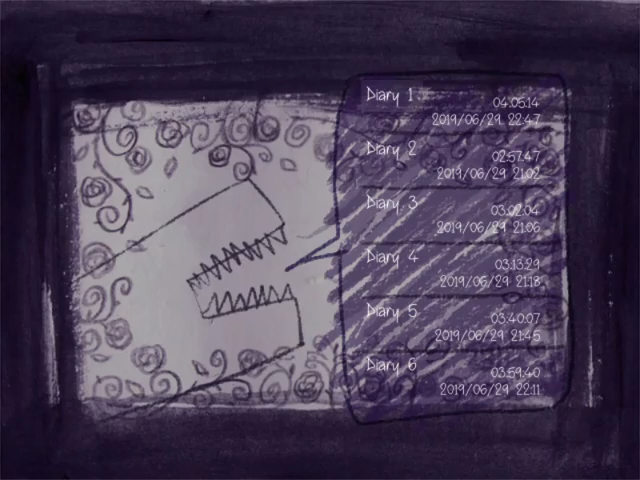 Diary 1
04:05:14
2019/06/29 22:47
Diary 2
02:57:47
2019/06/29 21:02
Diary 3
03:02:04
2019/06/29 21:06
Diary 4
03:13:29
2019/06/29 21:18
Diary 5
03:40:07
2019/06/29 21:45
Diary 6
03:59:40
2019/06/29 22:11